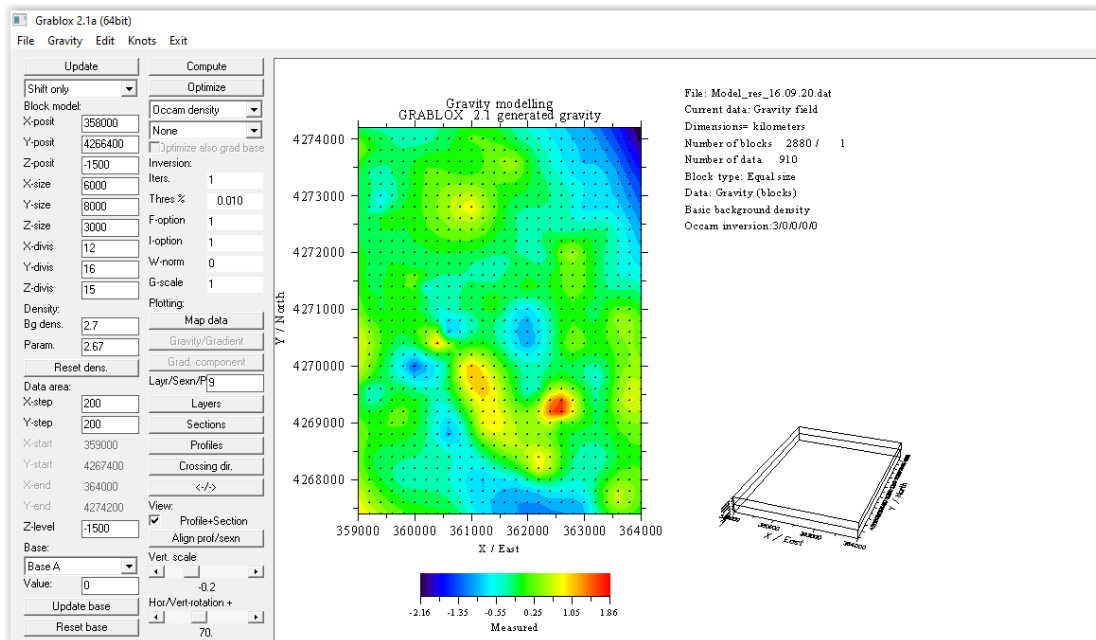 Grablox 2.1a (64bit)
File Gravity Edit Knots Exit
Update
Shift only
Block model:
X-posit 358000
Y-posit 4266400
Z-posit -1500
X-size 6000
Y-size 8000
Z-size 3000
X-divis 12
Y-divis 16
Z-divis 15
Density:
Bg dens. 2.7
Param. 2.67
Reset dens.
Data area:
X-step 200
Y-step 200
X-start 359000
Y-start 4267400
X-end 364000
Y-end 4274200
Z-level -1500
Base:
Base A
Value: 0
Update base
Reset base
Compute
Optimize
Occam density
None
Optimize also grad base
Inversion:
Iters. 1
Thres % 0.010
F-option 1
I-option 1
W-norm 0
G-scale 1
Plotting:
Map data
Gravity/Gradient
Grad. component
Layr/Sexn/P 9
Layers
Sections
Profiles
Crossing dir.
<-/->
View:
Profile+Section
Align prof/sexn
Vert. scale
-0.2
Hor/Vert-rotation +
70.
Gravity modelling
GRABLOX 2.1 generated gravity
4274000
4273000
4272000
4271000
4270000
4269000
4268000
Y / North
359000 360000 361000 362000 363000 364000
X / East
-2.16 -1.35 -0.55 0.25 1.05 1.86
Measured
File: Model_res_16.09.20.dat
Current data: Gravity field
Dimensions= kilometers
Number of blocks 2880 / 1
Number of data 910
Block type: Equal size
Data: Gravity (blocks)
Basic background density
Occam inversion:3/0/0/0/0
X / East
Y / North
364000